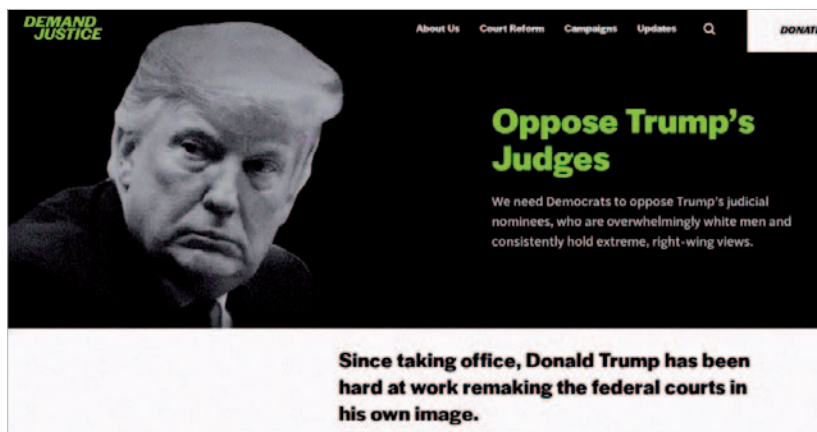 DEMAND
JUSTICE
About Us Court Reform Campaigns Updates
DONATE
Oppose Trump's
Judges
We need Democrats to oppose Trump's judicial
nominees, who are overwhelmingly white men and
consistently hold extreme, right-wing views.
Since taking office, Donald Trump has been
hard at work remaking the federal courts in
his own image.